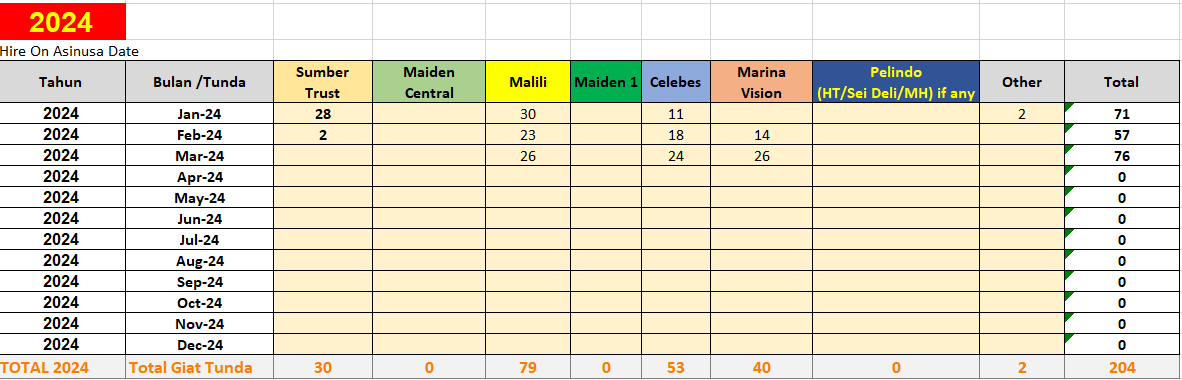 2024
Hire On Asinusa Date
Tahun Bulan /Tunda Sumber Trust Maiden Central Malili Maiden 1 Celebes Marina Vision Pelindo (HT/Sei Deli/MH) if any Other Total
2024 Jan-24 28 30 11 2 71
2024 Feb-24 2 23 18 14 57
2024 Mar-24 26 24 26 76
2024 Apr-24 0
2024 May-24 0
2024 Jun-24 0
2024 Jul-24 0
2024 Aug-24 0
2024 Sep-24 0
2024 Oct-24 0
2024 Nov-24 0
2024 Dec-24 0
TOTAL 2024 Total Giat Tunda 30 0 79 0 53 40 0 2 204